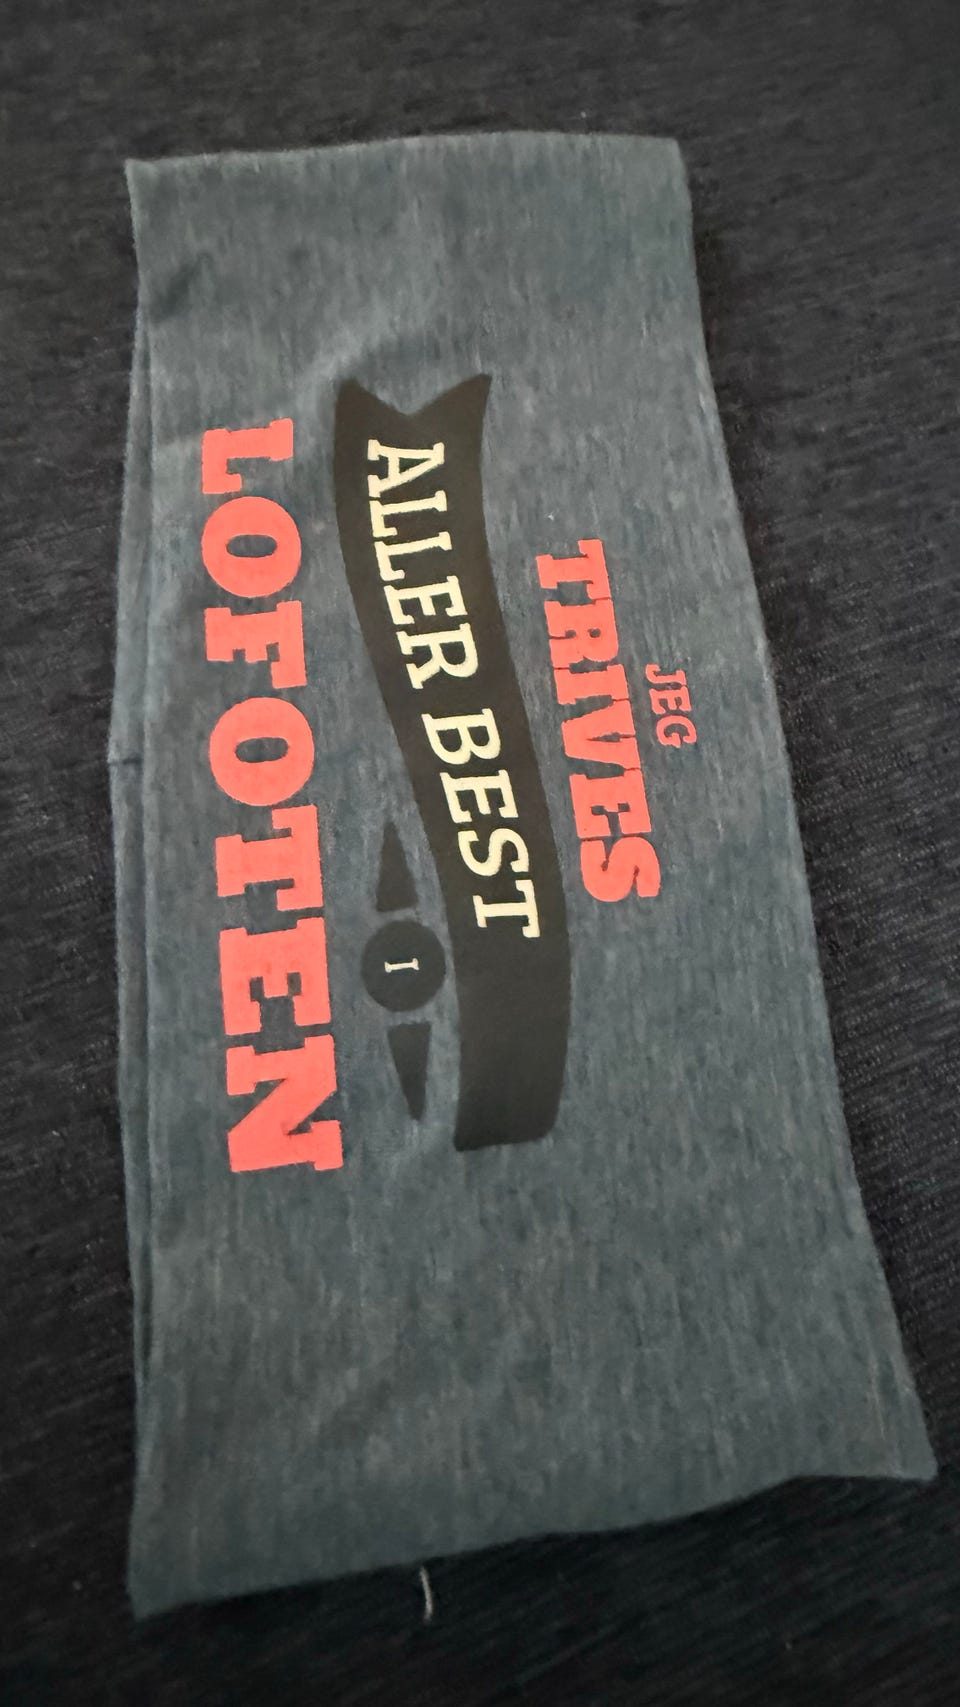 JEG
TRIVES
ALLER BEST
I
LOFOTEN